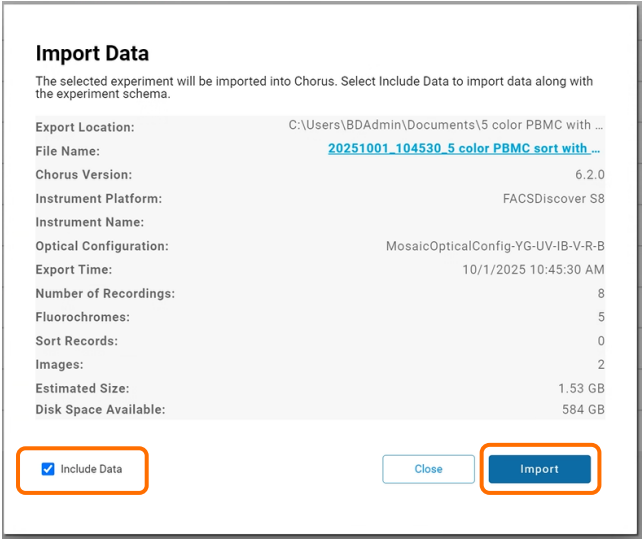 Import Data
The selected experiment will be imported into Chorus. Select Include Data to import data along with
the experiment schema.
Export Location: C:\Users\BDAdmin\Documents\5 color PBMC with ...
File Name: 20251001_104530_5 color PBMC sort with ...
Chorus Version: 6.2.0
Instrument Platform: FACSDiscover S8
Instrument Name:
Optical Configuration: MosaicOpticalConfig-YG-UV-IB-V-R-B
Export Time: 10/1/2025 10:45:30 AM
Number of Recordings: 8
Fluorochromes: 5
Sort Records: 0
Images: 2
Estimated Size: 1.53 GB
Disk Space Available: 584 GB
Include Data Close Import